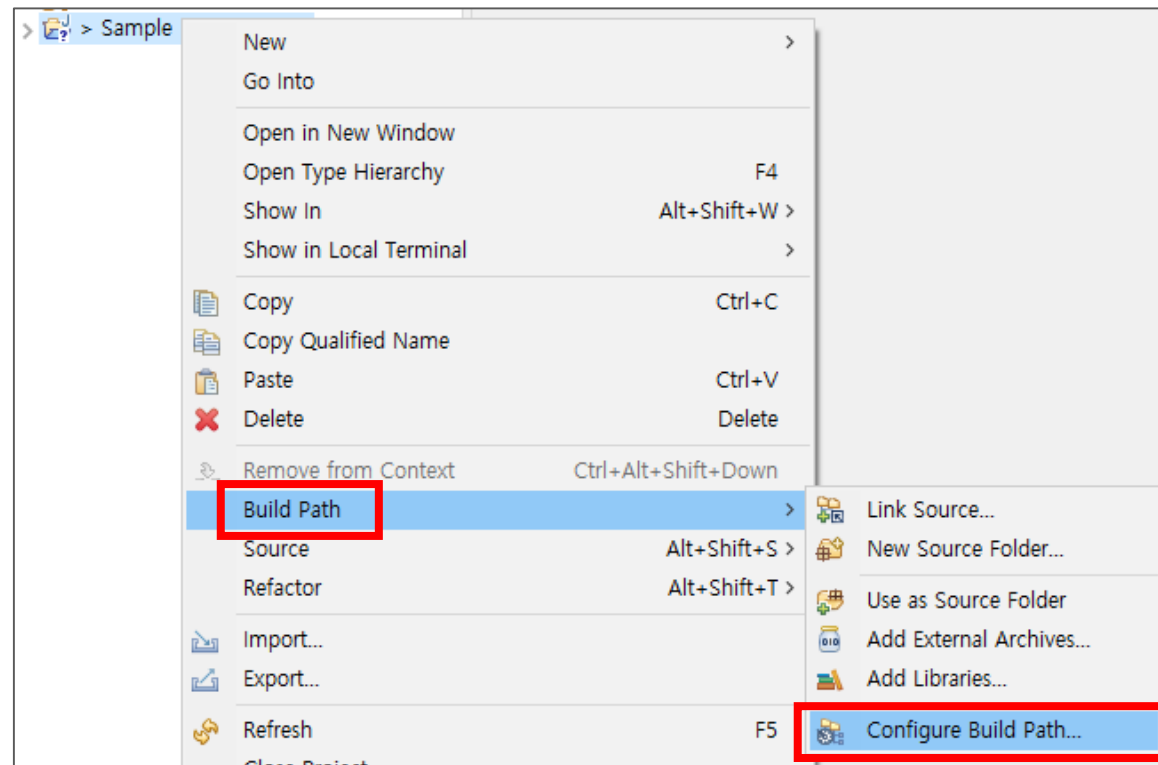 > Sample
New >
Go Into
Open in New Window
Open Type Hierarchy F4
Show In Alt+Shift+W >
Show in Local Terminal >
Copy Ctrl+C
Copy Qualified Name
Paste Ctrl+V
Delete Delete
Remove from Context Ctrl+Alt+Shift+Down
Build Path >
Source Alt+Shift+S >
Refactor Alt+Shift+T >
Import...
Export...
Refresh F5
Close Project
Link Source...
New Source Folder...
Use as Source Folder
Add External Archives...
Add Libraries...
Configure Build Path...